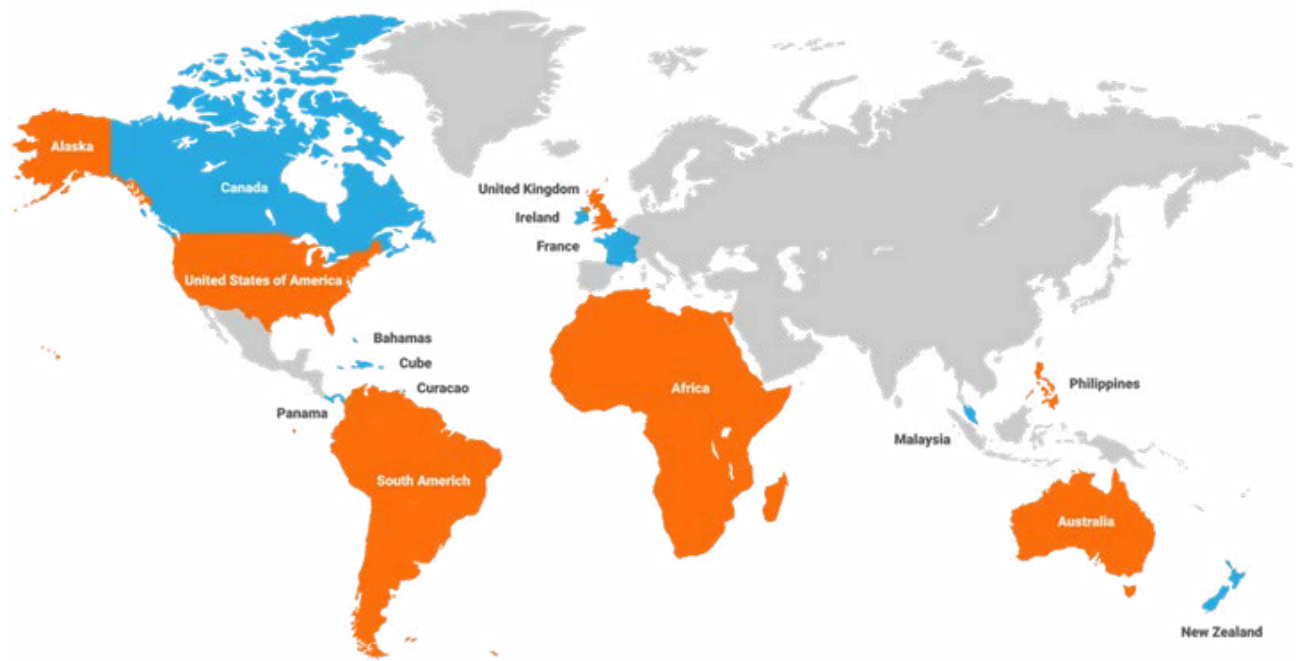 Alaska
Canada
United Kingdom
Ireland
France
United States of America
Bahamas
Cube
Curacao
Panama
Africa
Philippines
Malaysia
South Americh
Australia
New Zealand